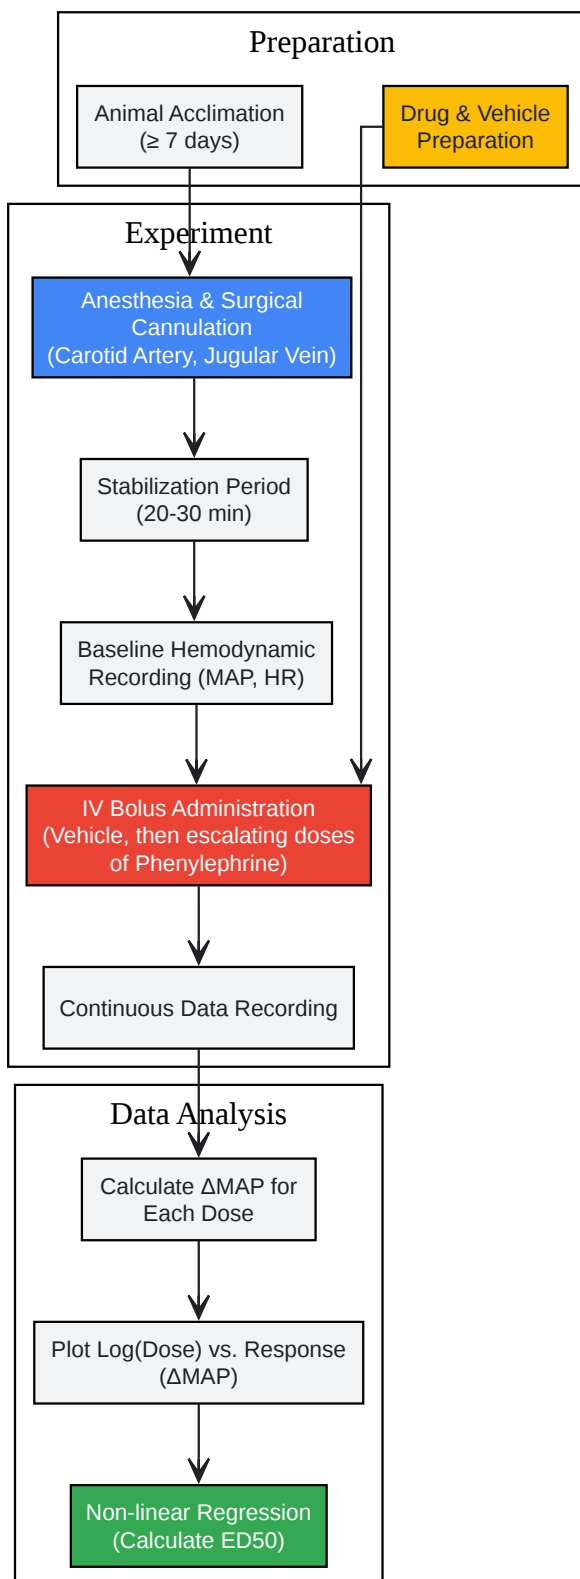 Preparation
Animal Acclimation
(≥ 7 days)
Drug & Vehicle
Preparation
Experiment
Anesthesia & Surgical
Cannulation
(Carotid Artery, Jugular Vein)
Stabilization Period
(20-30 min)
Baseline Hemodynamic
Recording (MAP, HR)
IV Bolus Administration
(Vehicle, then escalating doses
of Phenylephrine)
Continuous Data Recording
Data Analysis
Calculate ΔMAP for
Each Dose
Plot Log(Dose) vs. Response
(ΔMAP)
Non-linear Regression
(Calculate ED50)